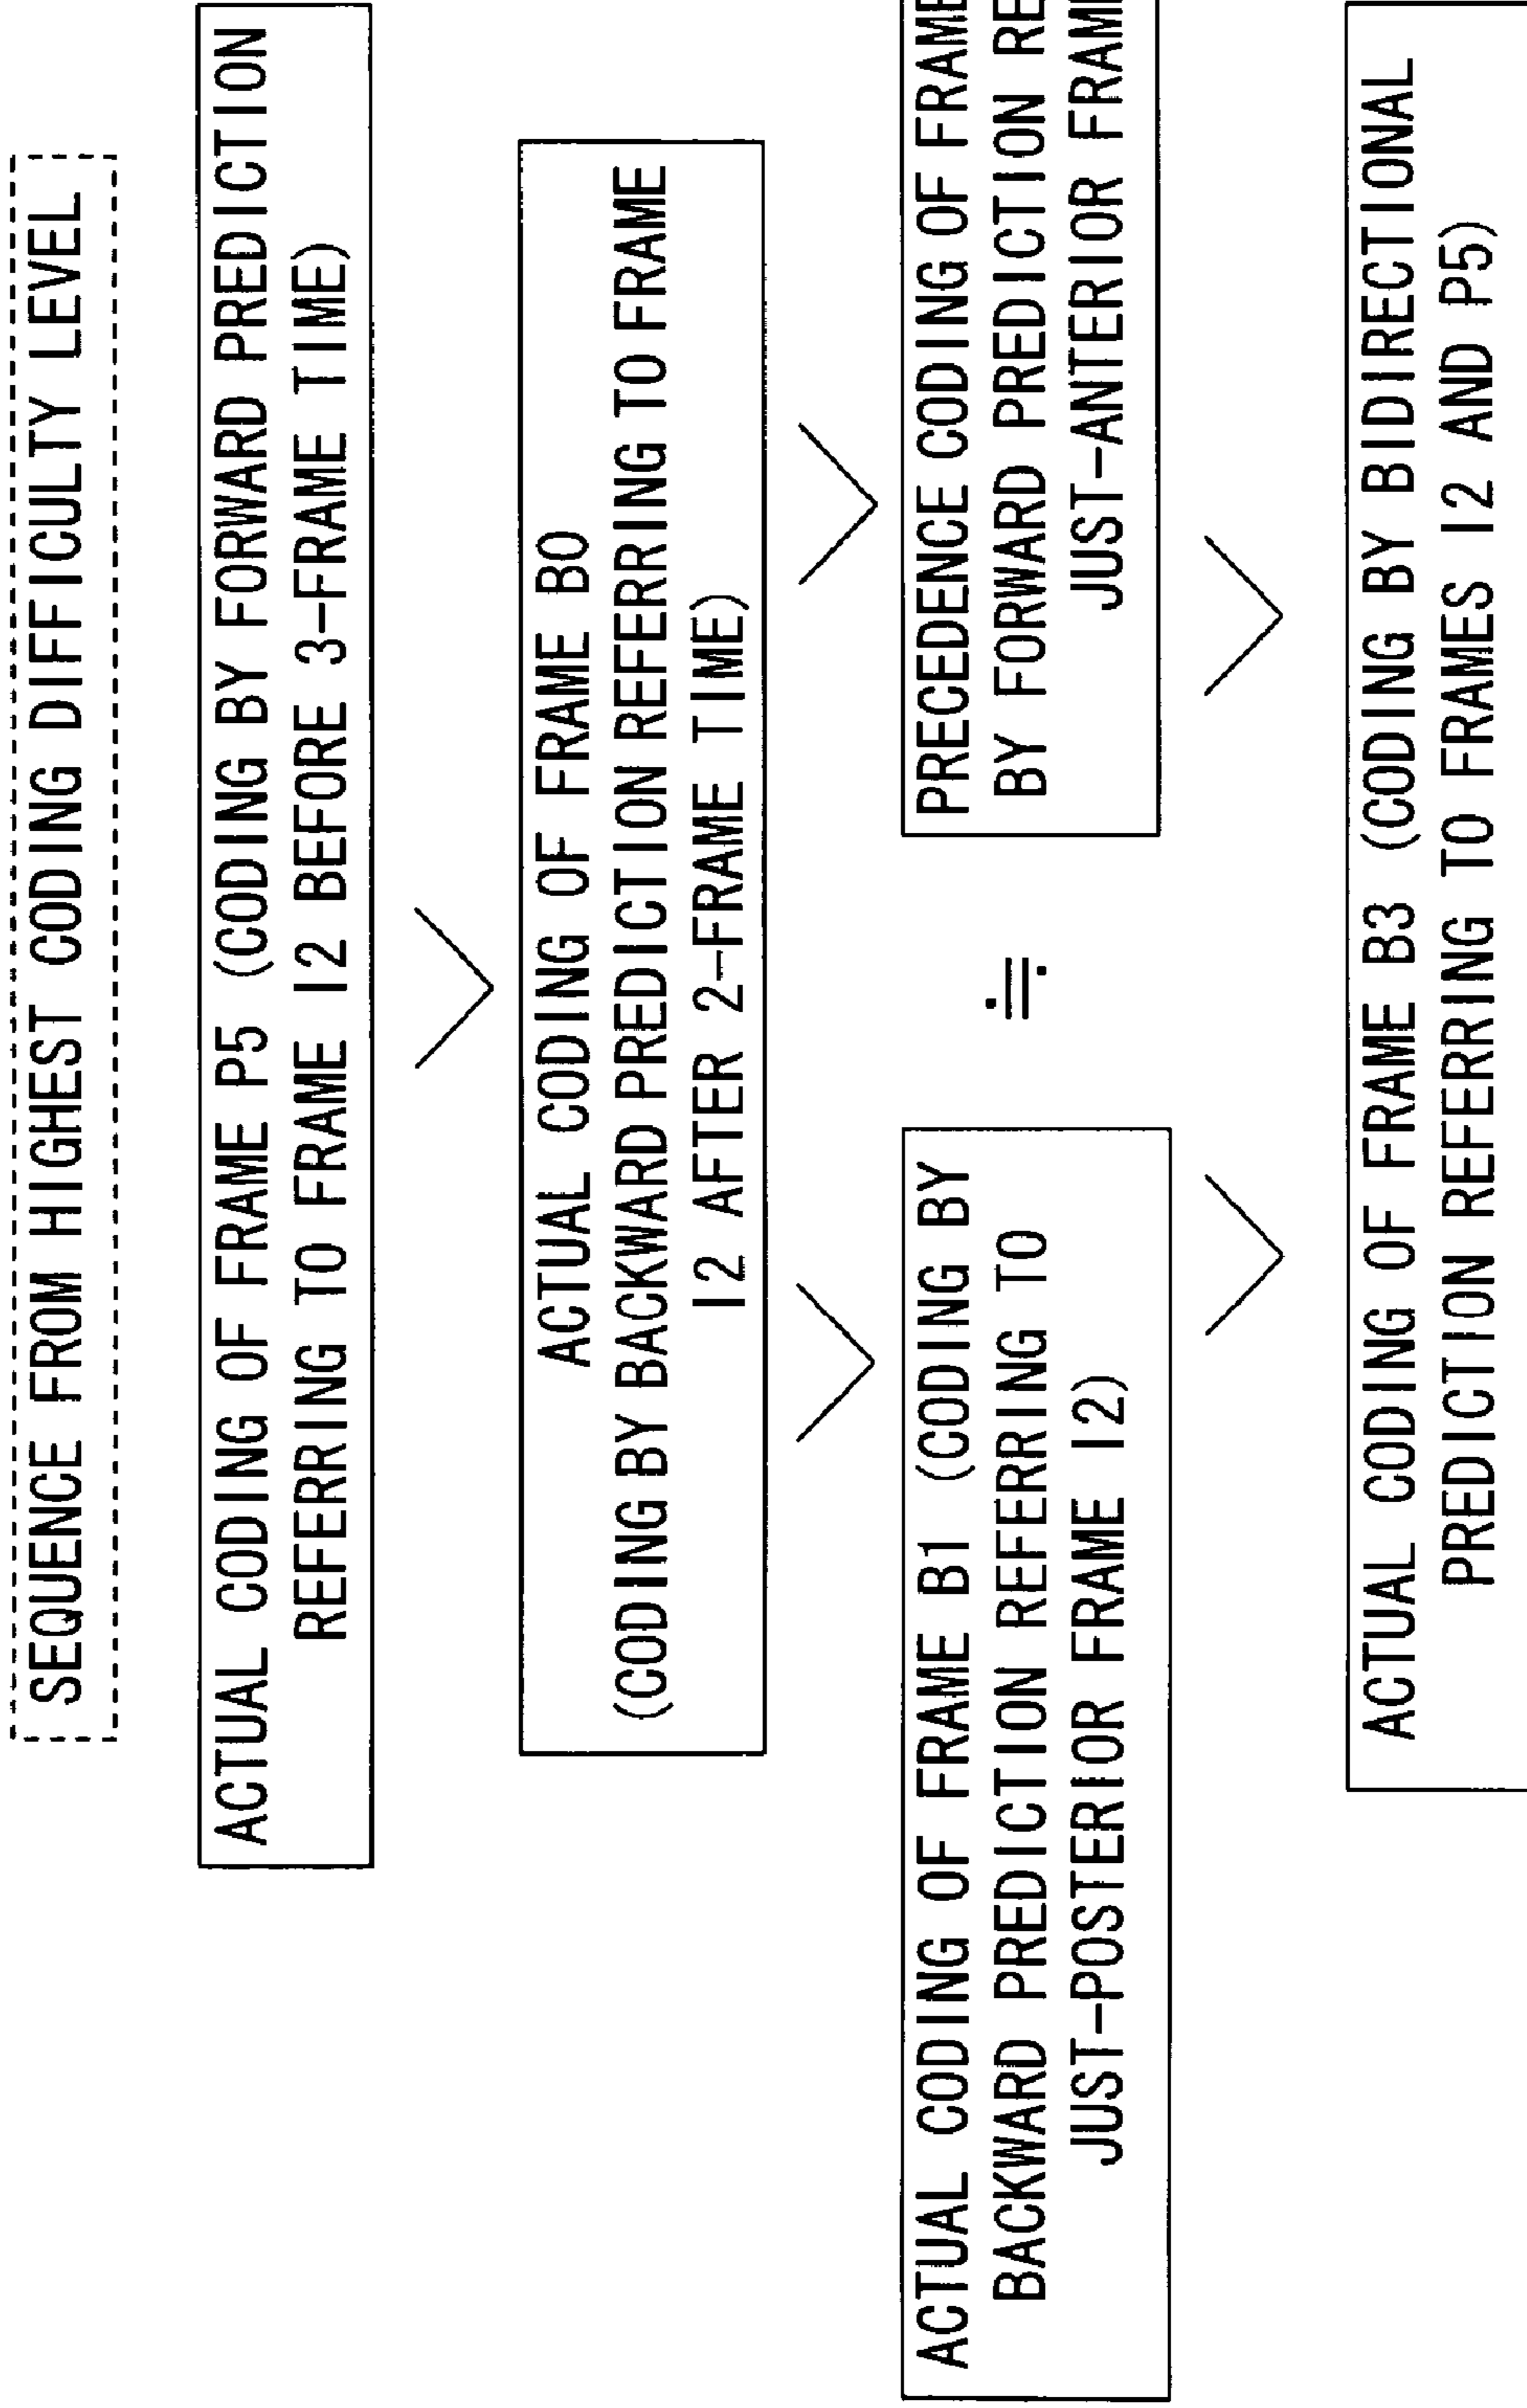 SEQUENCE FROM HIGHEST CODING DIFFICULTY LEVEL
ACTUAL CODING OF FRAME P5 (CODING BY FORWARD PREDICTION
REFERRING TO FRAME I2 BEFORE 3-FRAME TIME)
ACTUAL CODING OF FRAME B0
(CODING BY BACKWARD PREDICTION REFERRING TO FRAME
I2 AFTER 2-FRAME TIME)
ACTUAL CODING OF FRAME B1 (CODING BY
BACKWARD PREDICTION REFERRING TO
JUST-POSTERIOR FRAME I2)
≒
PRECEDENCE CODING OF FRAME
BY FORWARD PREDICTION RE
JUST-ANTERIOR FRAM
ACTUAL CODING OF FRAME B3 (CODING BY BIDIRECTIONAL
PREDICTION REFERRING TO FRAMES I2 AND P5)